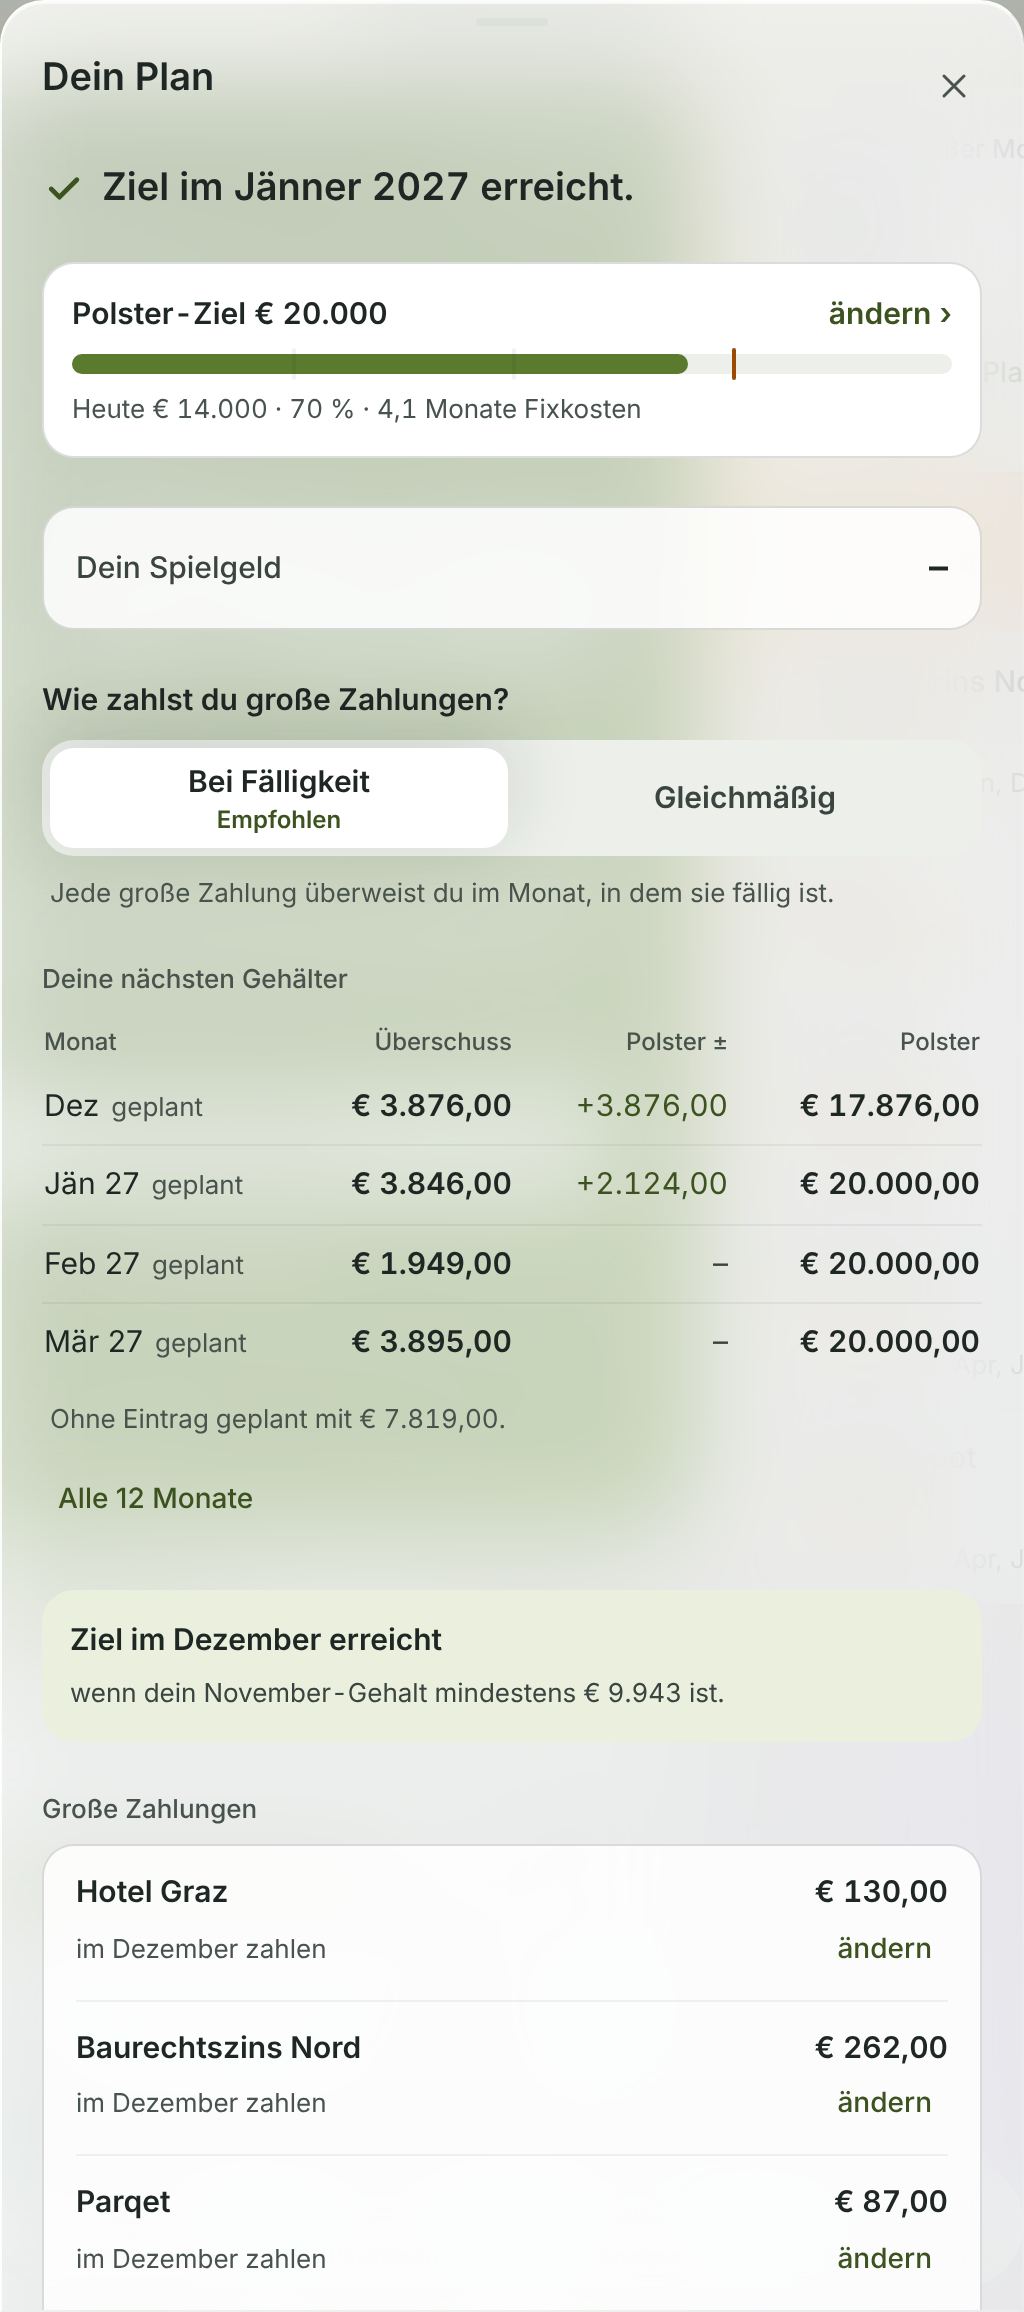 Dein Plan
Ziel im Jänner 2027 erreicht.
Polster-Ziel € 20.000 ändern ›
Heute € 14.000 · 70 % · 4,1 Monate Fixkosten
Dein Spielgeld –
Wie zahlst du große Zahlungen?
Bei Fälligkeit
Empfohlen
Gleichmäßig
Jede große Zahlung überweist du im Monat, in dem sie fällig ist.
Deine nächsten Gehälter
Monat Überschuss Polster ± Polster
Dez geplant € 3.876,00 +3.876,00 € 17.876,00
Jän 27 geplant € 3.846,00 +2.124,00 € 20.000,00
Feb 27 geplant € 1.949,00 – € 20.000,00
Mär 27 geplant € 3.895,00 – € 20.000,00
Ohne Eintrag geplant mit € 7.819,00.
Alle 12 Monate
Ziel im Dezember erreicht
wenn dein November-Gehalt mindestens € 9.943 ist.
Große Zahlungen
Hotel Graz € 130,00
im Dezember zahlen ändern
Baurechtszins Nord € 262,00
im Dezember zahlen ändern
Parqet € 87,00
im Dezember zahlen ändern